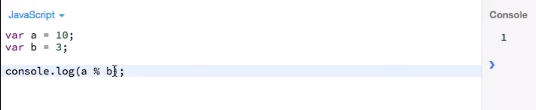 JavaScript
Console
var a = 10;
var b = 3;
console.log(a % b);
1